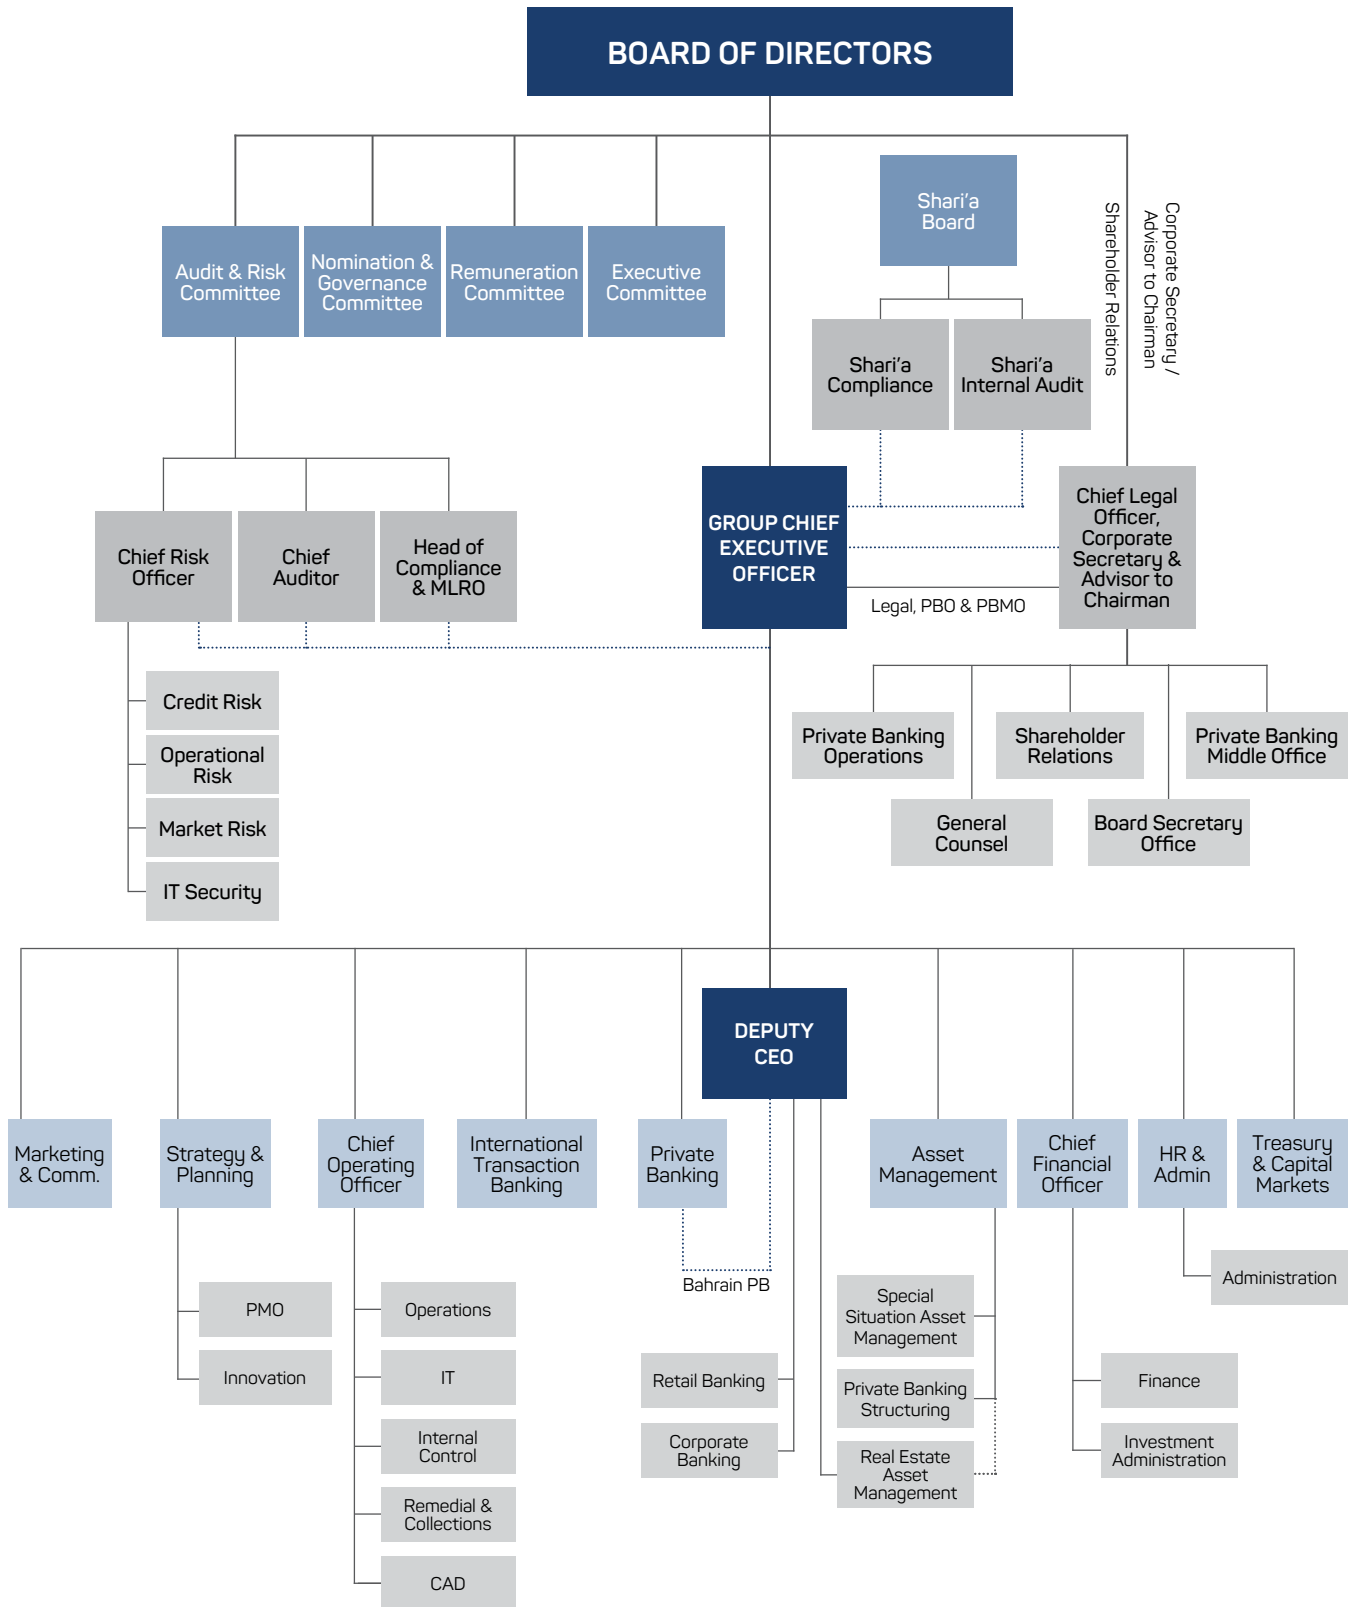 BOARD OF DIRECTORS
Shari'a
Board
Corporate Secretary /
Advisor to Chairman
Shareholder Relations
Audit & Risk
Committee
Nomination &
Governance
Committee
Remuneration
Committee
Executive
Committee
Shari'a
Compliance
Shari'a
Internal Audit
Chief Risk
Officer
Chief
Auditor
Head of
Compliance
& MLRO
GROUP CHIEF
EXECUTIVE
OFFICER
Legal, PBO & PBMO
Chief Legal
Officer,
Corporate
Secretary &
Advisor to
Chairman
Credit Risk
Operational
Risk
Market Risk
IT Security
Private Banking
Operations
Shareholder
Relations
Private Banking
Middle Office
General
Counsel
Board Secretary
Office
DEPUTY
CEO
Marketing
& Comm.
Strategy &
Planning
Chief
Operating
Officer
International
Transaction
Banking
Private
Banking
Asset
Management
Chief
Financial
Officer
HR &
Admin
Treasury
& Capital
Markets
Bahrain PB
PMO
Innovation
Operations
IT
Internal
Control
Remedial &
Collections
CAD
Retail Banking
Corporate
Banking
Special
Situation Asset
Management
Private Banking
Structuring
Real Estate
Asset
Management
Finance
Investment
Administration
Administration